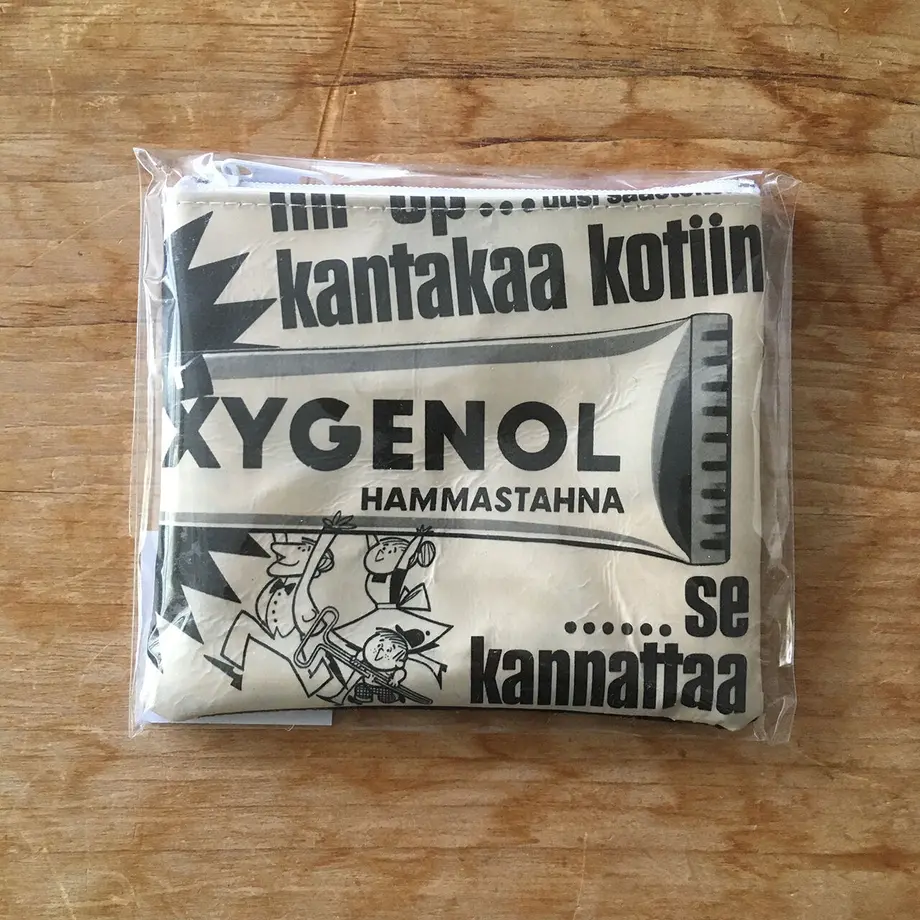 kantakaa kotiin
XYGENOL
HAMMASTAHNA
......se
kannattaa